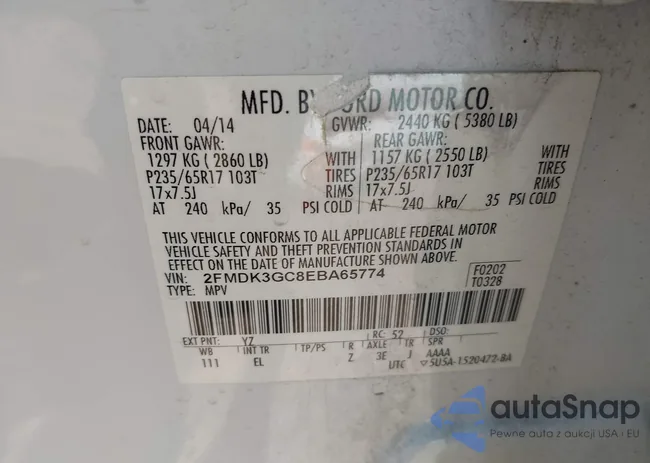 MFD. BY FORD MOTOR CO.
DATE: 04/14 GVWR: 2440 KG ( 5380 LB)
FRONT GAWR: REAR GAWR:
1297 KG ( 2860 LB) WITH 1157 KG ( 2550 LB) WITH
P235/65R17 103T TIRES P235/65R17 103T TIRES
17x7.5J RIMS 17x7.5J RIMS
AT 240 kPa/ 35 PSI COLD AT 240 kPa/ 35 PSI COLD
THIS VEHICLE CONFORMS TO ALL APPLICABLE FEDERAL MOTOR
VEHICLE SAFETY AND THEFT PREVENTION STANDARDS IN
EFFECT ON THE DATE OF MANUFACTURE SHOWN ABOVE.
VIN: 2FMDK3GC8EBA65774 F0202
TYPE: MPV T0328
EXT PNT: YZ RC: 52 DSO:
WB INT TR TP/PS R AXLE TR SPR
111 EL Z 3E J AAAA
UTC ▽5U5A-1520472-BA
autaSnap
Pewne auta z aukcji USA i EU